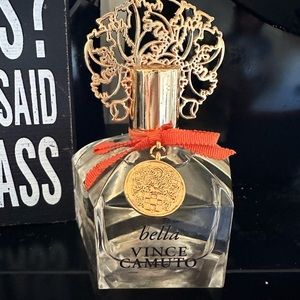 S?
SAID
ASS
bella
VINCE
CAMUTO